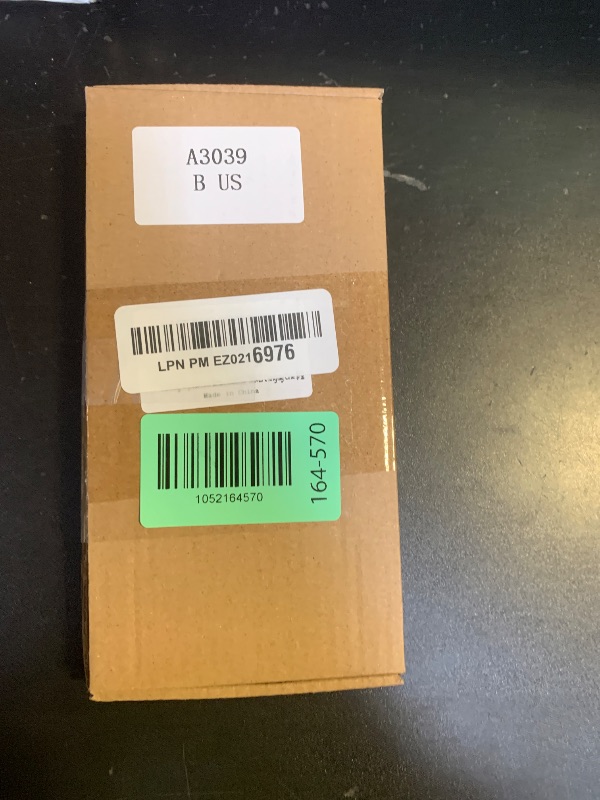 A3039
B US
LPN PM EZ0216976
Made in China
1052164570
164-570